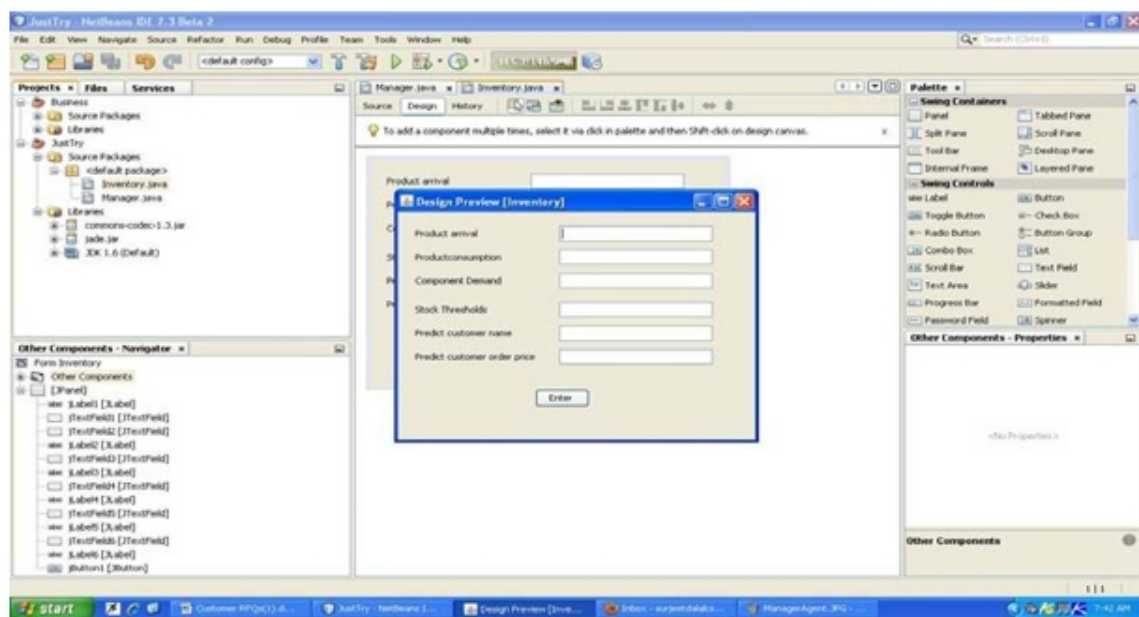 JustTry - NetBeans IDE 7.3 Beta 2
File Edit View Navigate Source Refactor Run Debug Profile Team Tools Window Help
Search (Ctrl+I)
<default config>
Projects Files Services
Business
Source Packages
Libraries
JustTry
Source Packages
<default package>
Inventory.java
Manager.java
Libraries
commons-codec-1.3.jar
jade.jar
JDK 1.6 (Default)
Other Components - Navigator
Form Inventory
Other Components
[JPanel]
jLabel1 [JLabel]
jTextField1 [JTextField]
jTextField2 [JTextField]
jLabel2 [JLabel]
jTextField3 [JTextField]
jLabel3 [JLabel]
jTextField4 [JTextField]
jLabel4 [JLabel]
jTextField5 [JTextField]
jLabel5 [JLabel]
jTextField6 [JTextField]
jLabel6 [JLabel]
jButton1 [JButton]
Manager.java Inventory.java
Source Design History
To add a component multiple times, select it via click in palette and then Shift-click on design canvas.
Product arrival
Design Preview [Inventory]
Product arrival
Productconsumption
Component Demand
Stock Thresholds
Predict customer name
Predict customer order price
Enter
Palette
Swing Containers
Panel Tabbed Pane
Split Pane Scroll Pane
Tool Bar Desktop Pane
Internal Frame Layered Pane
Swing Controls
label Label Button
Toggle Button Check Box
Radio Button Button Group
Combo Box List
Scroll Bar Text Field
Text Area Slider
Progress Bar Formatted Field
Password Field Spinner
Other Components - Properties
<No Properties>
Other Components
start Customer RFQs(1).d... JustTry - NetBeans I... Design Preview [Inve... Inbox - surjeetdalal... ManagerAgent.JPG - ... 7:42 AM